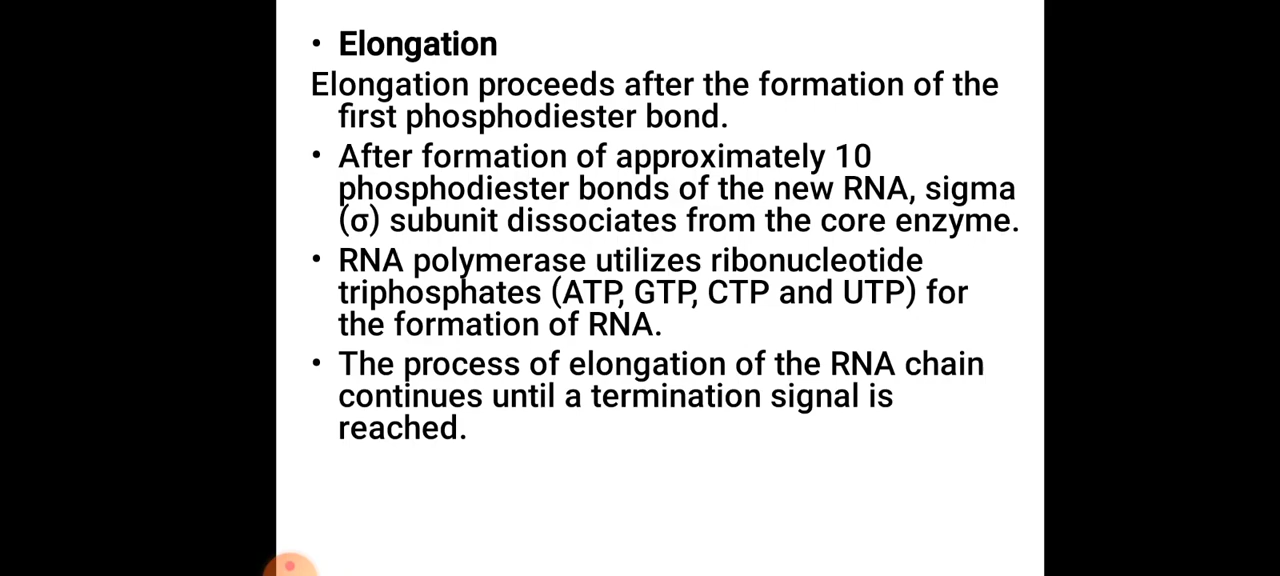 • Elongation
Elongation proceeds after the formation of the
first phosphodiester bond.
• After formation of approximately 10
phosphodiester bonds of the new RNA, sigma
(σ) subunit dissociates from the core enzyme.
• RNA polymerase utilizes ribonucleotide
triphosphates (ATP, GTP, CTP and UTP) for
the formation of RNA.
• The process of elongation of the RNA chain
continues until a termination signal is
reached.